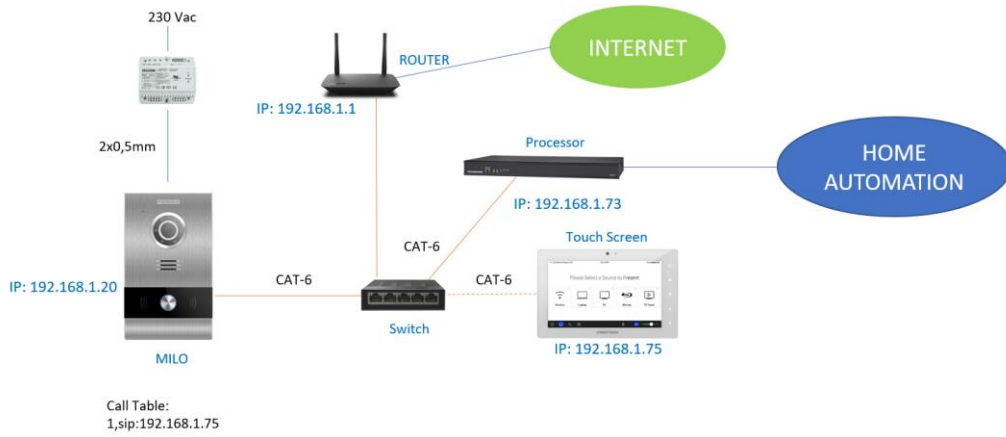 230 Vac
ROUTER
INTERNET
IP: 192.168.1.1
2x0,5mm
Processor
HOME
AUTOMATION
IP: 192.168.1.73
Touch Screen
CAT-6
IP: 192.168.1.20
CAT-6
CAT-6
Please Select a Source to Present
Switch
IP: 192.168.1.75
MILO
Call Table:
1,sip:192.168.1.75